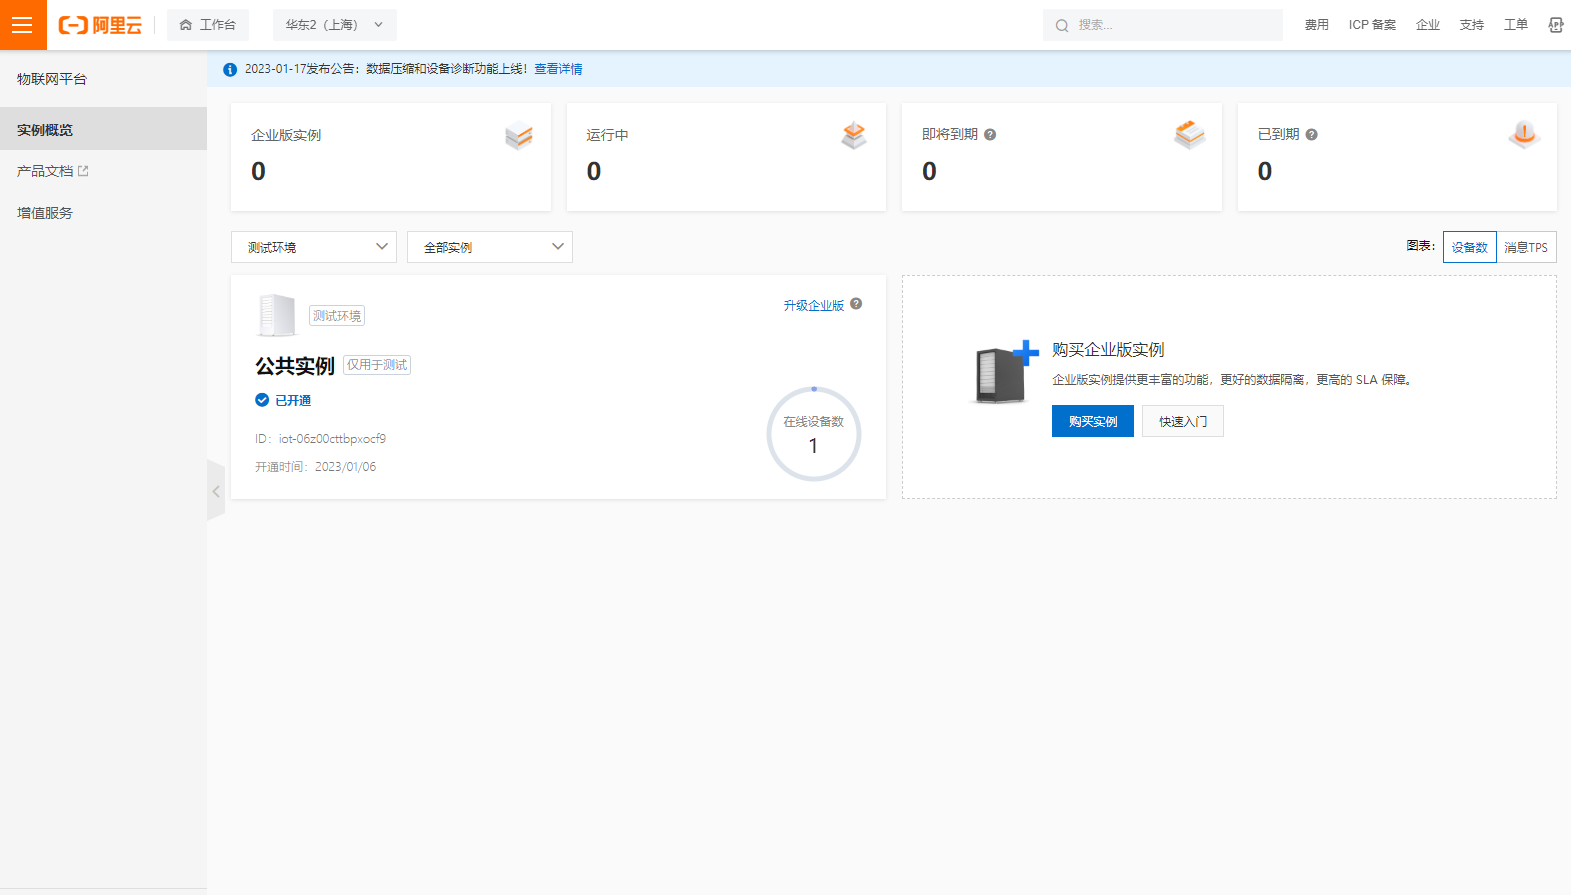 阿里云
工作台
华东2（上海）
搜索...
费用
ICP 备案
企业
支持
工单
物联网平台
实例概览
产品文档
增值服务
2023-01-17发布公告：数据压缩和设备诊断功能上线！查看详情
企业版实例
0
运行中
0
即将到期
0
已到期
0
测试环境
全部实例
图表：
设备数
消息TPS
测试环境
升级企业版
公共实例
仅用于测试
已开通
ID：iot-06z00cttbpxocf9
开通时间：2023/01/06
在线设备数
1
购买企业版实例
企业版实例提供更丰富的功能，更好的数据隔离，更高的 SLA 保障。
购买实例
快速入门